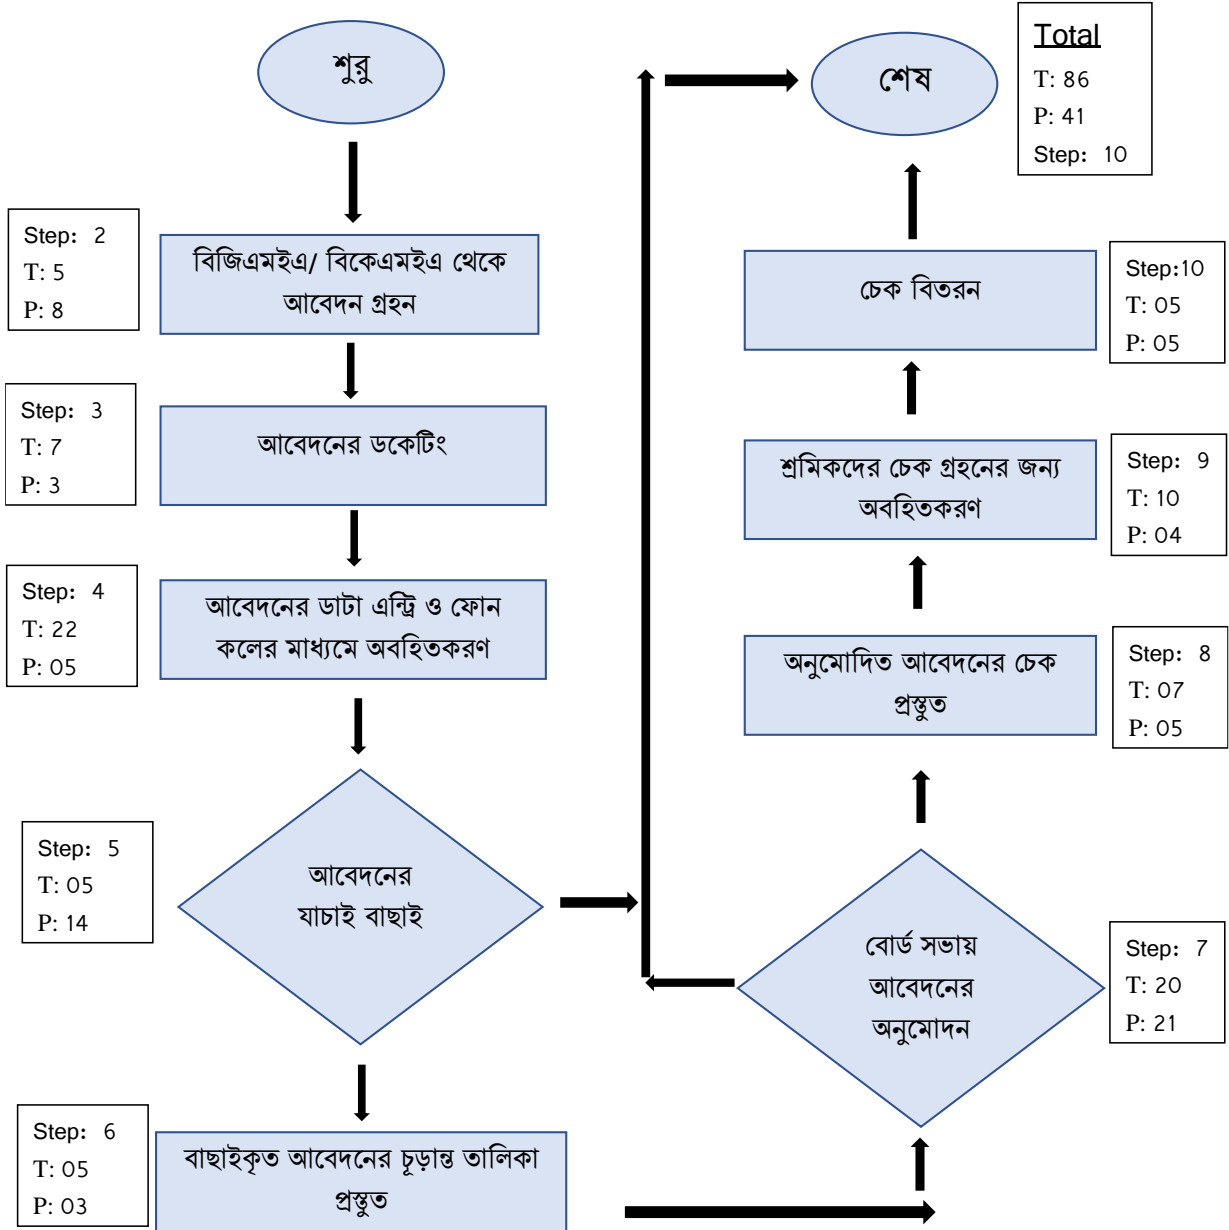 শুরু
Step: 2
T: 5
P: 8
বিজিএমইএ/ বিকেএমইএ থেকে
আবেদন গ্রহন
Step: 3
T: 7
P: 3
আবেদনের ডকেটিং
Step: 4
T: 22
P: 05
আবেদনের ডাটা এন্ট্রি ও ফোন
কলের মাধ্যমে অবহিতকরণ
Step: 5
T: 05
P: 14
আবেদনের
যাচাই বাছাই
Step: 6
T: 05
P: 03
বাছাইকৃত আবেদনের চূড়ান্ত তালিকা
প্রস্তুত
বোর্ড সভায়
আবেদনের
অনুমোদন
Step: 7
T: 20
P: 21
অনুমোদিত আবেদনের চেক
প্রস্তুত
Step: 8
T: 07
P: 05
শ্রমিকদের চেক গ্রহনের জন্য
অবহিতকরণ
Step: 9
T: 10
P: 04
চেক বিতরন
Step:10
T: 05
P: 05
শেষ
Total
T: 86
P: 41
Step: 10